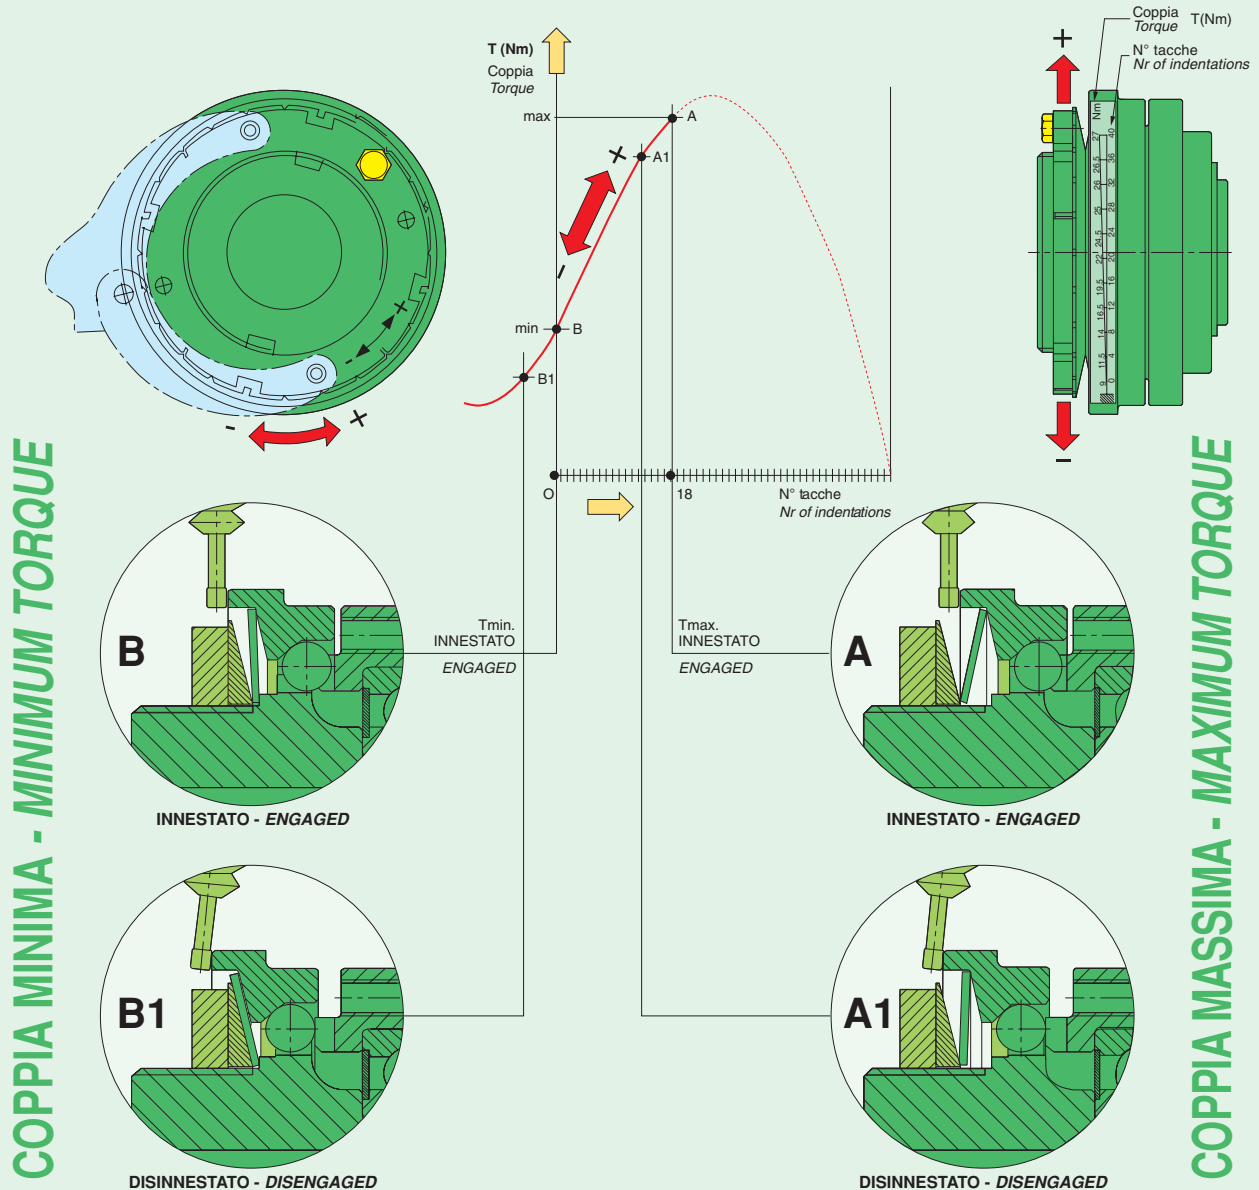 T (Nm)
Coppia
Torque
max
A
+
A1
-
min
B
B1
O
18
N° tacche
Nr of indentations
Coppia
Torque T(Nm)
N° tacche
Nr of indentations
+
-
Nm
27
26.5
26
25
24.5
22
19.5
16.5
14
11.5
9
40
36
32
28
24
20
16
12
8
4
0
+
-
-
+
COPPIA MINIMA - MINIMUM TORQUE
COPPIA MASSIMA - MAXIMUM TORQUE
B
Tmin.
INNESTATO
ENGAGED
Tmax.
INNESTATO
ENGAGED
A
INNESTATO - ENGAGED
INNESTATO - ENGAGED
B1
A1
DISINNESTATO - DISENGAGED
DISINNESTATO - DISENGAGED